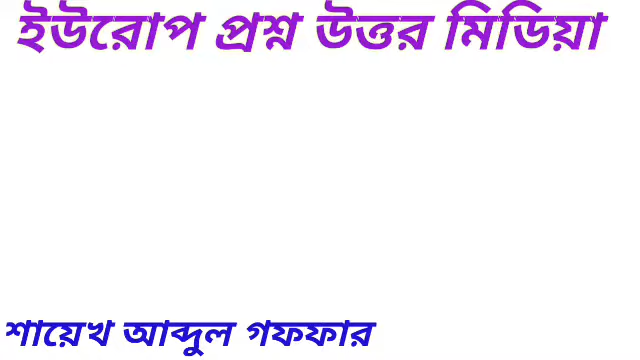 ইউরোপ প্রশ্ন উত্তর মিডিয়া
শায়েখ আব্দুল গফফার